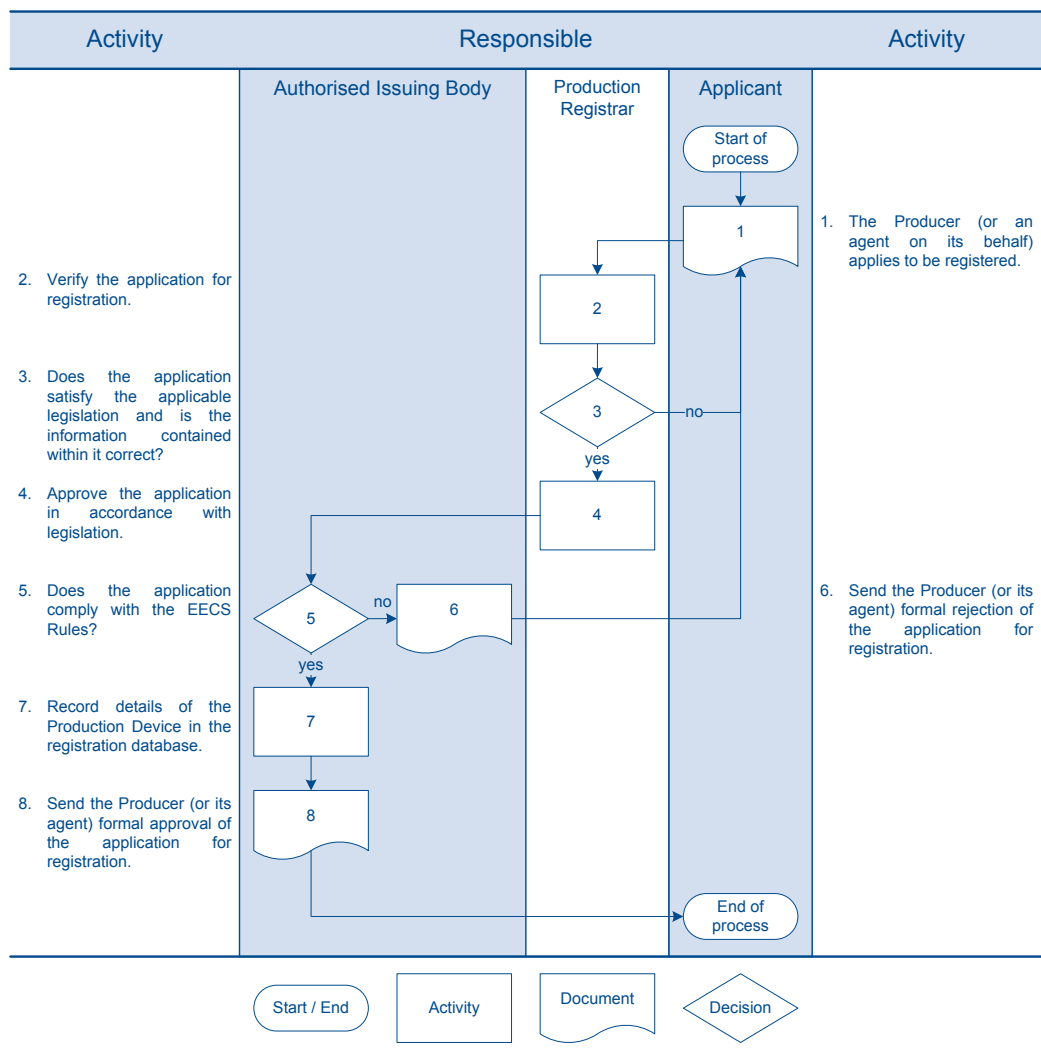 Activity
Responsible
Activity
Authorised Issuing Body
Production
Registrar
Applicant
Start of
process
1
1. The Producer (or an
agent on its behalf)
applies to be registered.
2. Verify the application for
registration.
2
3. Does the application
satisfy the applicable
legislation and is the
information contained
within it correct?
3
no
yes
4. Approve the application
in accordance with
legislation.
4
5. Does the application
comply with the EECS
Rules?
5
no
6
6. Send the Producer (or its
agent) formal rejection of
the application for
registration.
yes
7. Record details of the
Production Device in the
registration database.
7
8. Send the Producer (or its
agent) formal approval of
the application for
registration.
8
End of
process
Start / End
Activity
Document
Decision